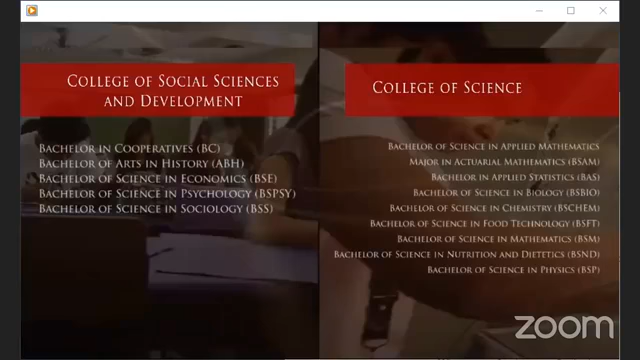 College of Social Sciences
and Development
Bachelor in Cooperatives (BC)
Bachelor of Arts in History (ABH)
Bachelor of Science in Economics (BSE)
Bachelor of Science in Psychology (BSPSY)
Bachelor of Science in Sociology (BSS)
College of Science
Bachelor of Science in Applied Mathematics
Major in Actuarial Mathematics (BSAM)
Bachelor in Applied Statistics (BAS)
Bachelor of Science in Biology (BSBIO)
Bachelor of Science in Chemistry (BSCHEM)
Bachelor of Science in Food Technology (BSFT)
Bachelor of Science in Mathematics (BSM)
Bachelor of Science in Nutrition and Dietetics (BSND)
Bachelor of Science in Physics (BSP)
zoom